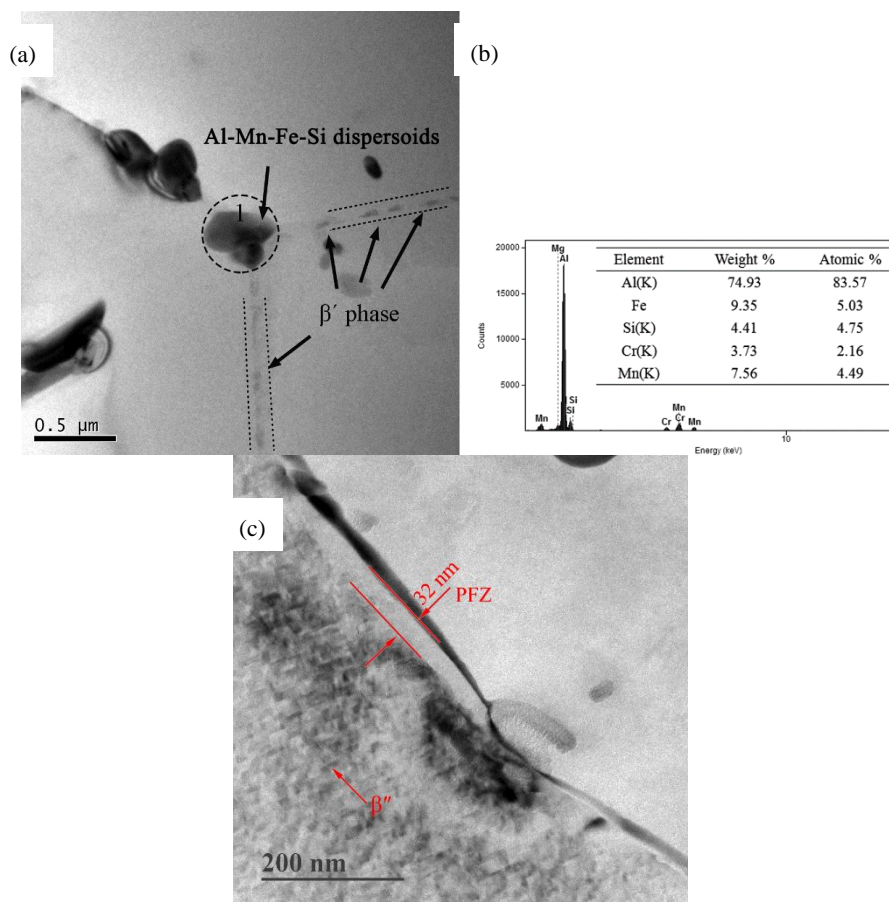 (a)
Al-Mn-Fe-Si dispersoids
1
β′ phase
0.5 µm
(b)
20000
15000
10000
5000
Counts
Mg
Al
Element Weight % Atomic %
Al(K) 74.93 83.57
Fe 9.35 5.03
Si(K) 4.41 4.75
Cr(K) 3.73 2.16
Mn(K) 7.56 4.49
Si
Si
Mn
Mn
Cr Cr Mn
10
Energy (keV)
(c)
32 nm
PFZ
β″
200 nm